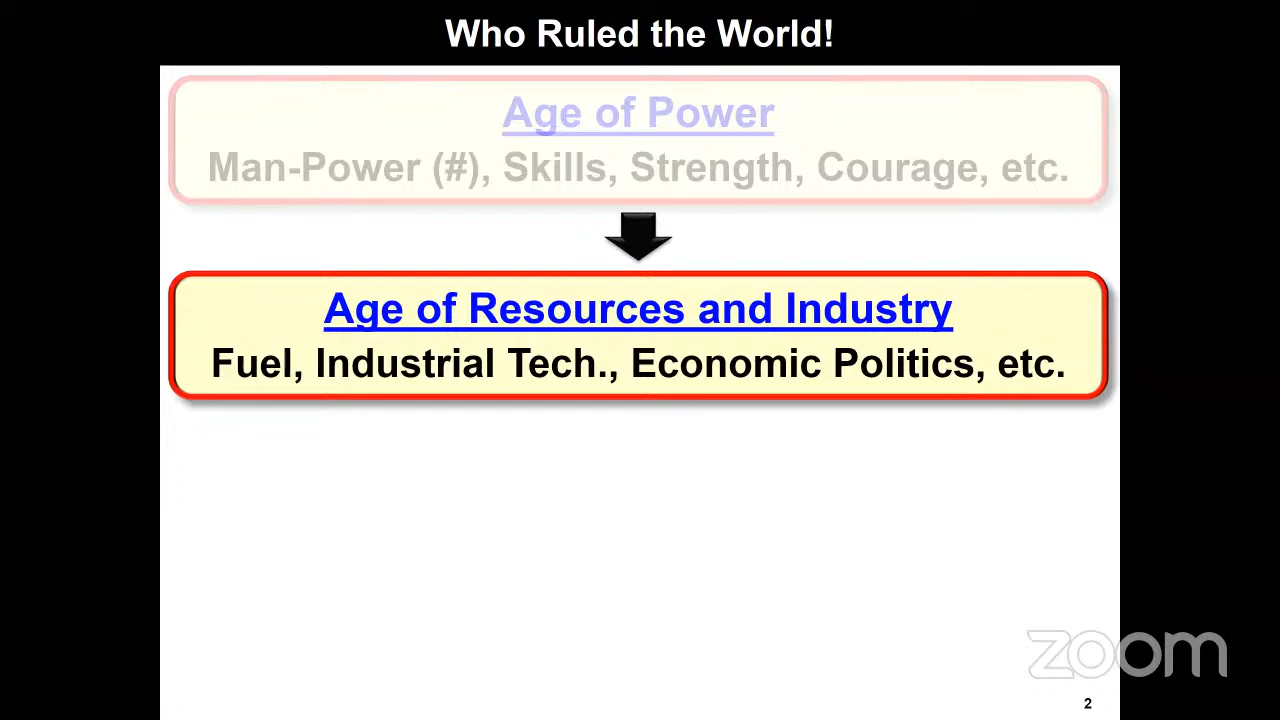 Who Ruled the World!
Age of Power
Man-Power (#), Skills, Strength, Courage, etc.
Age of Resources and Industry
Fuel, Industrial Tech., Economic Politics, etc.
zoom
2